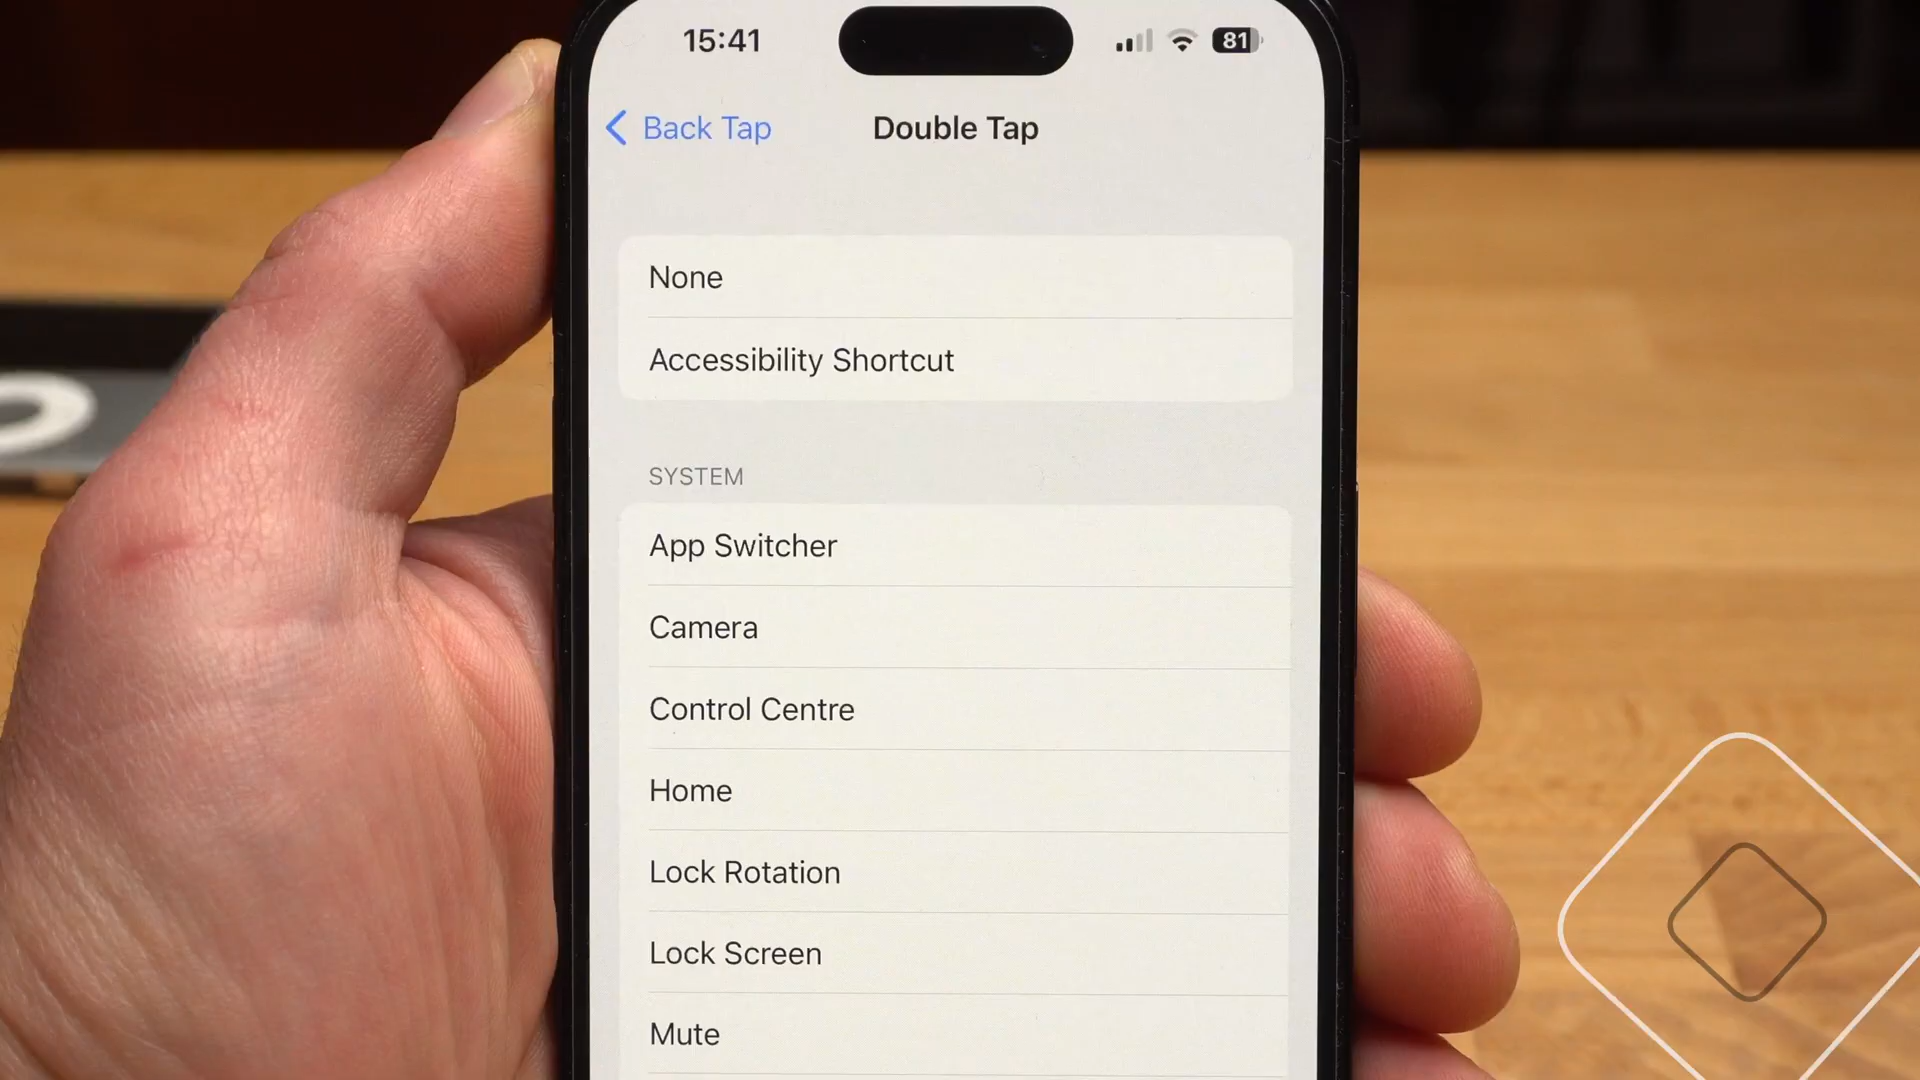 15:41
81
Back Tap
Double Tap
None
Accessibility Shortcut
SYSTEM
App Switcher
Camera
Control Centre
Home
Lock Rotation
Lock Screen
Mute